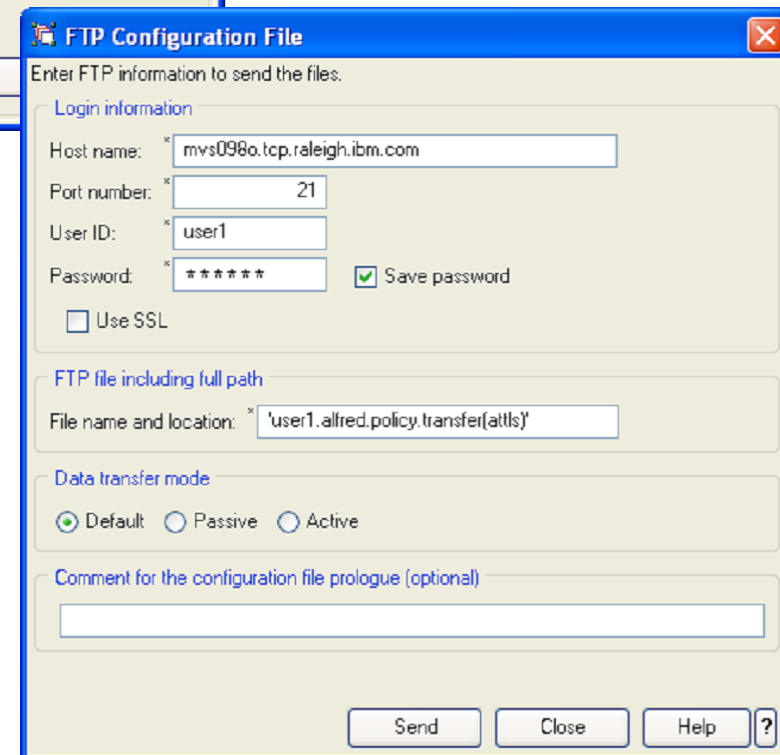 FTP Configuration File
Enter FTP information to send the files.
Login information
Host name: * mvs098o.tcp.raleigh.ibm.com
Port number: * 21
User ID: * user1
Password: * ****** Save password
Use SSL
FTP file including full path
File name and location: * 'user1.alfred.policy.transfer(attls)'
Data transfer mode
Default Passive Active
Comment for the configuration file prologue (optional)
Send Close Help ?